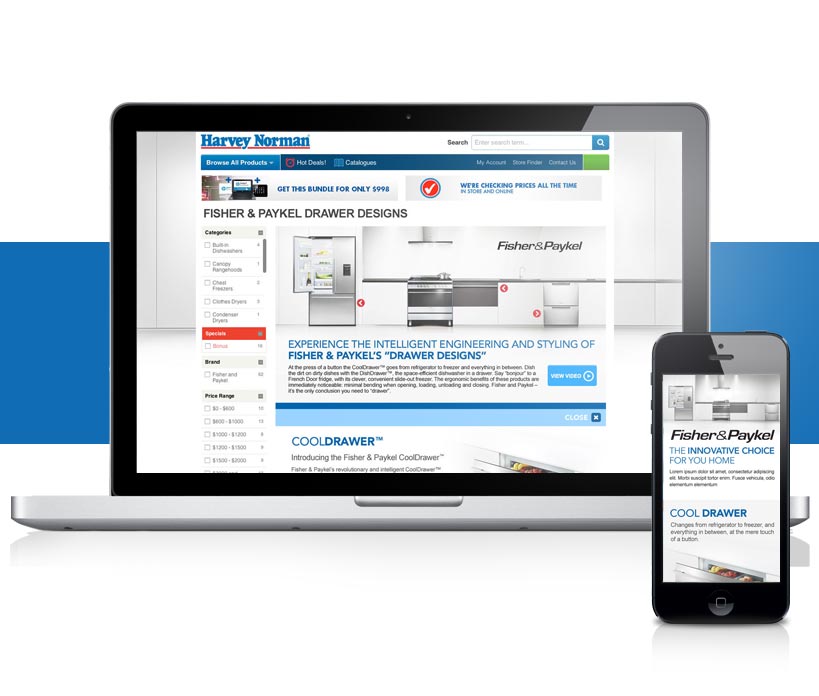 Harvey Norman
Search Enter search term...
Browse All Products Hot Deals! Catalogues My Account Store Finder Contact Us
GET THIS BUNDLE FOR ONLY $998
WE'RE CHECKING PRICES ALL THE TIME
IN STORE AND ONLINE
FISHER & PAYKEL DRAWER DESIGNS
Categories
Built-in Dishwashers 4
Canopy Rangehoods 1
Chest Freezers 2
Clothes Dryers 3
Condenser Dryers 1
Specials
Bonus 16
Brand
Fisher and Paykel 62
Price Range
$0 - $600 10
$600 - $1000 13
$1000 - $1200 8
$1200 - $1500 9
$1500 - $2000 9
Fisher&Paykel
EXPERIENCE THE INTELLIGENT ENGINEERING AND STYLING OF
FISHER & PAYKEL'S "DRAWER DESIGNS"
At the press of a button the CoolDrawer™ goes from refrigerator to freezer and everything in between. Dish
the dirt on dirty dishes with the DishDrawer™, the space-efficient dishwasher in a drawer. Say "bonjour" to a
French Door fridge, with its clever, convenient slide-out freezer. The ergonomic benefits of these products are
immediately noticeable: minimal bending when opening, loading, unloading and closing. Fisher and Paykel –
it's the only conclusion you need to "drawer".
VIEW VIDEO
CLOSE X
COOLDRAWER™
Introducing the Fisher & Paykel CoolDrawer™
Fisher & Paykel's revolutionary and intelligent CoolDrawer™
Fisher&Paykel
THE INNOVATIVE CHOICE
FOR YOU HOME
Lorem ipsum dolor sit amet, consectetur adipiscing
elit. Morbi suscipit tortor enim. Fusce vehicula, odio
elementum elementum
COOL DRAWER
Changes from refrigerator to freezer, and
everything in between, at the mere touch
of a button.